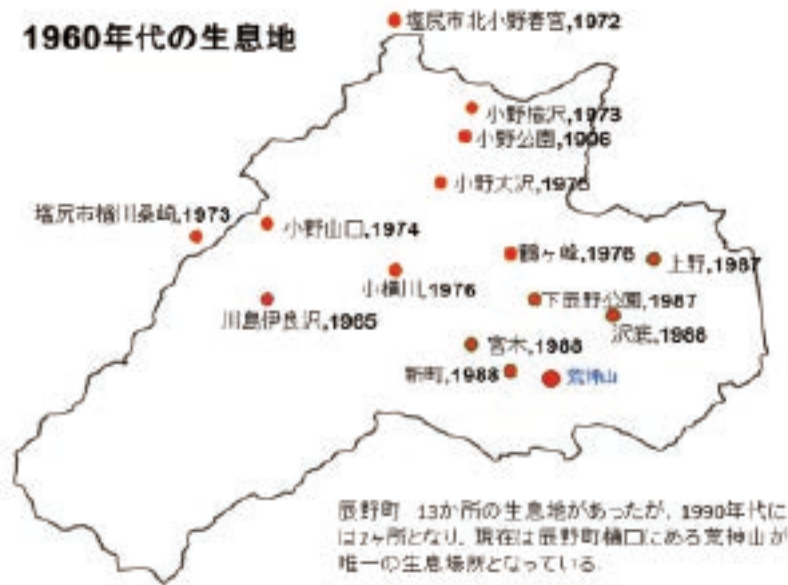 1960年代の生息地
塩尻市北小野春宮,1972
小野楡沢,1973
小野公園,1996
小野大沢,1975
塩尻市楢川桑崎,1973
小野山口,1974
鶴ヶ峰,1976
上野,1987
小横川,1976
下辰野公園,1987
川島伊良沢,1985
沢底,1988
宮木,1988
新町,1988
荒神山
辰野町 13か所の生息地があったが、1990年代に
は2ヶ所となり、現在は辰野町樋口にある荒神山が
唯一の生息場所となっている.